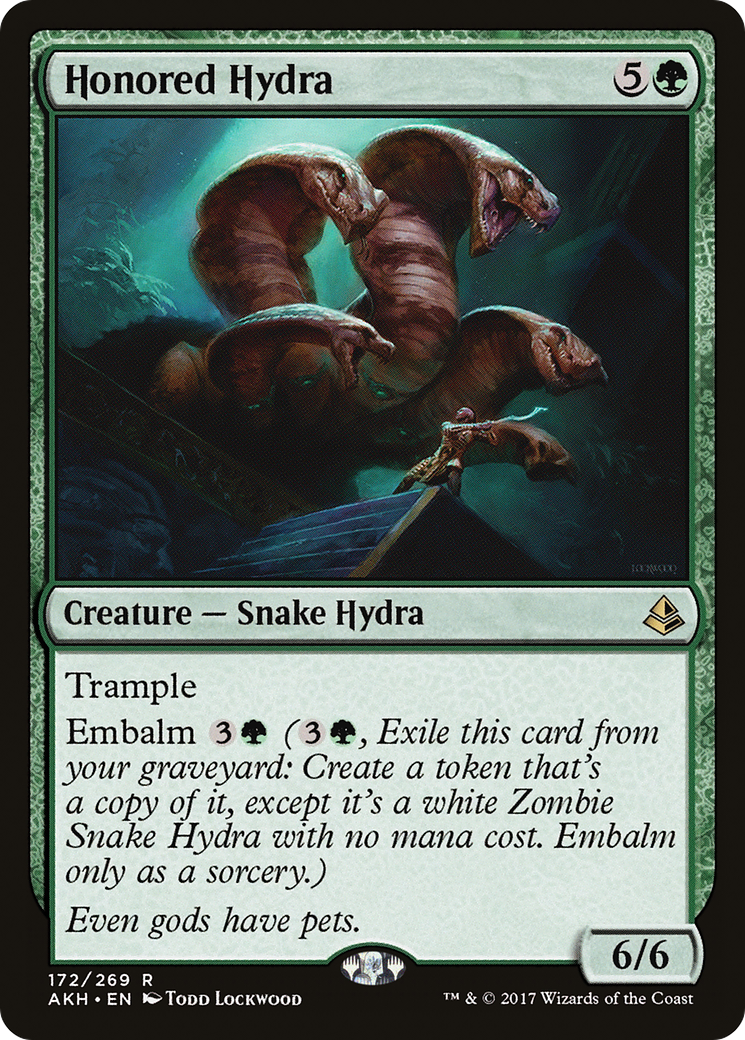 Honored Hydra 5
LOCKWOOD
Creature — Snake Hydra
Trample
Embalm 3 (3, Exile this card from
your graveyard: Create a token that's
a copy of it, except it's a white Zombie
Snake Hydra with no mana cost. Embalm
only as a sorcery.)
Even gods have pets.
6/6
172/269 R
AKH • EN Todd Lockwood
™ & © 2017 Wizards of the Coast